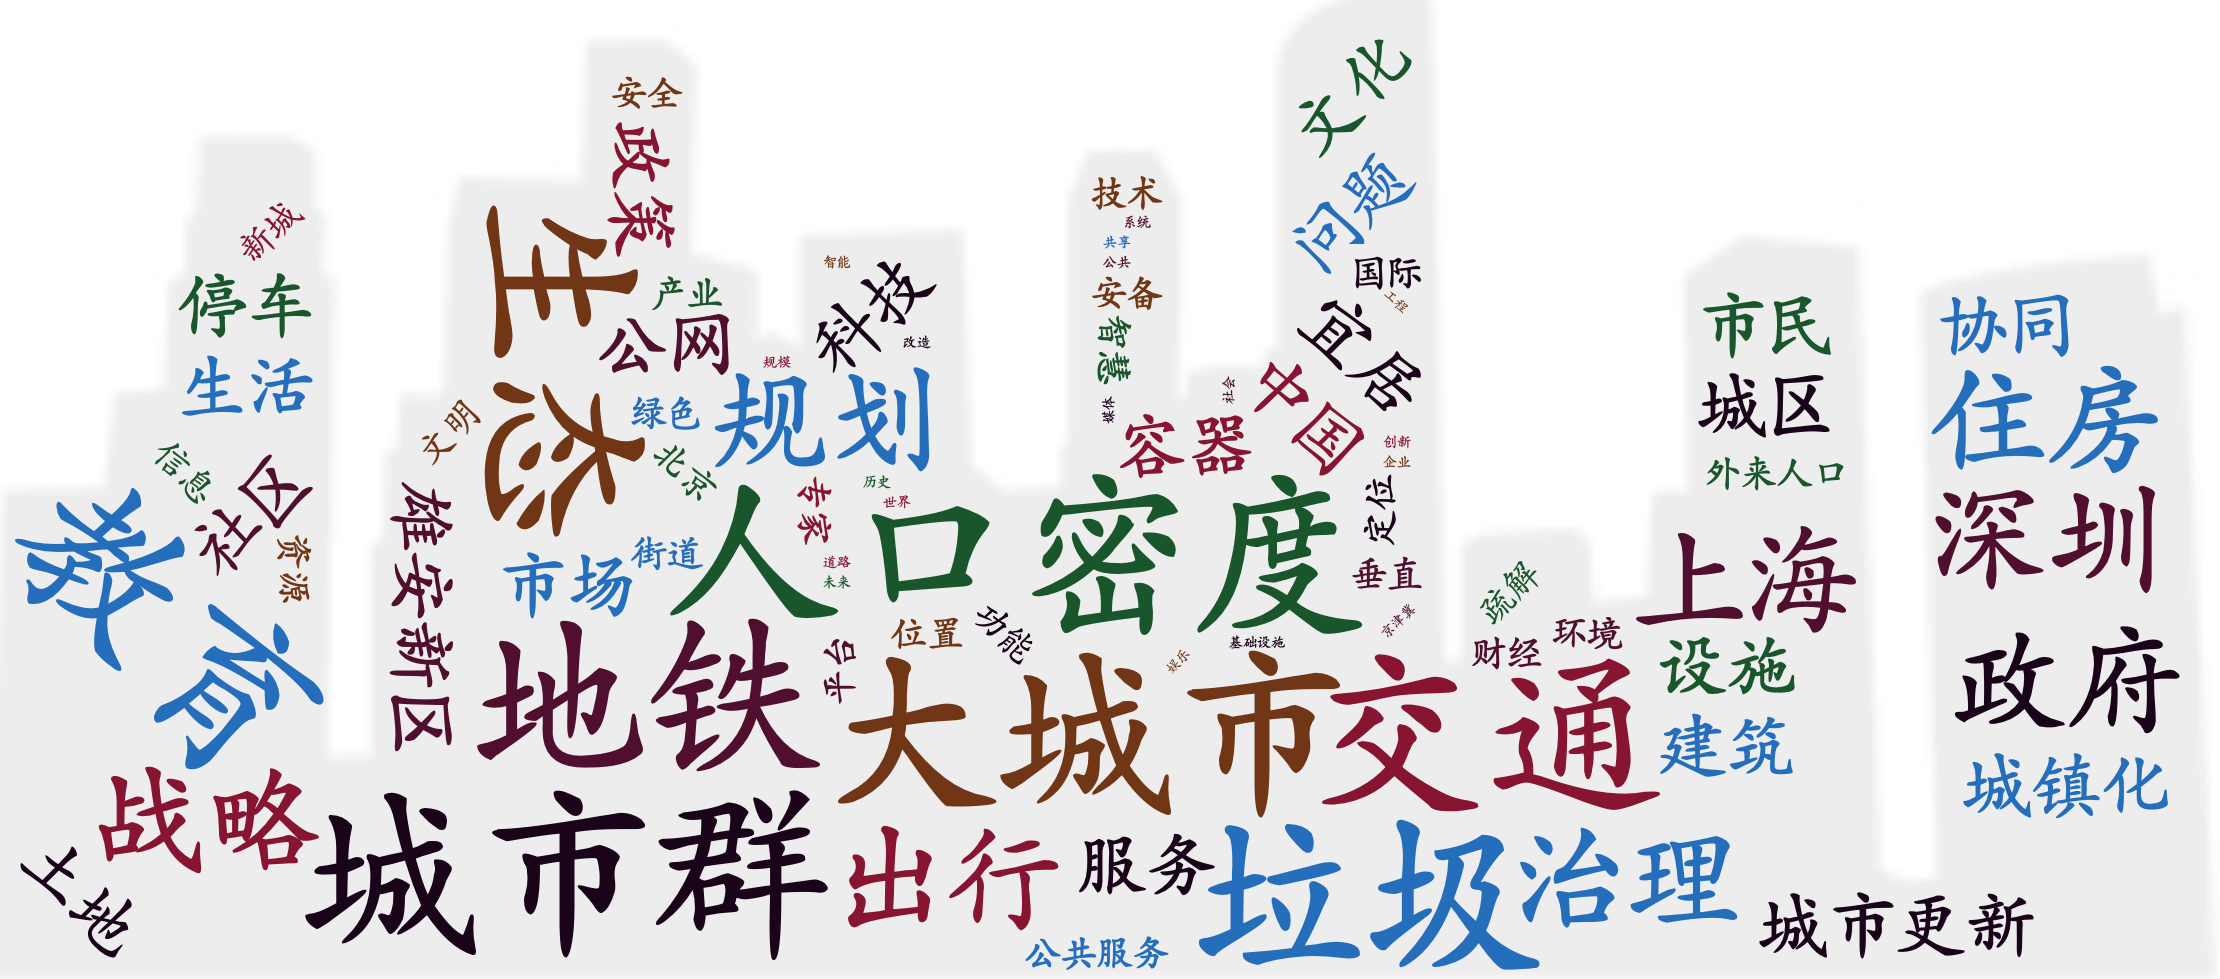 文化
安全
政策
问题
技术
系统
共享
公共
新城
生态
国际
工程
智能
科技
改造
安备
停车
产业
公网
智慧
宜居
市民
协同
生活
规模
规划
绿色
媒体
社会
中国
容器
城区
住房
文明
信息
社区
北京
创新
企业
外来人口
教育
资源
雄安新区
专家
历史
世界
人口密度
定位
深圳
市场
街道
道路
未来
垂直
疏解
上海
地铁
平台
位置
功能
娱乐
基础设施
京津冀
财经
环境
设施
政府
大城市
交通
建筑
城镇化
战略
土地
城市群
出行
服务
垃圾
治理
公共服务
城市更新